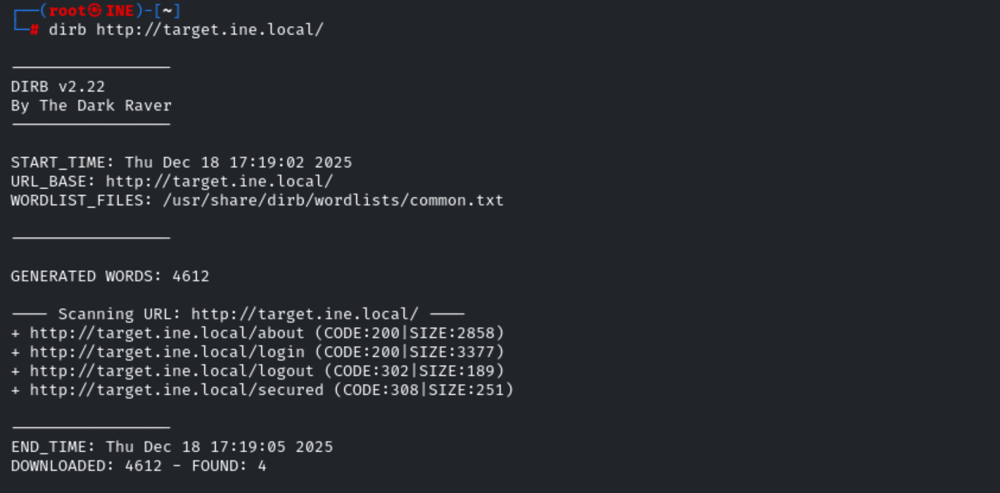 ┌──(root㉿INE)-[~]
└─# dirb http://target.ine.local/
─────────────────
DIRB v2.22
By The Dark Raver
─────────────────
START_TIME: Thu Dec 18 17:19:02 2025
URL_BASE: http://target.ine.local/
WORDLIST_FILES: /usr/share/dirb/wordlists/common.txt
─────────────────
GENERATED WORDS: 4612
──── Scanning URL: http://target.ine.local/ ────
+ http://target.ine.local/about (CODE:200|SIZE:2858)
+ http://target.ine.local/login (CODE:200|SIZE:3377)
+ http://target.ine.local/logout (CODE:302|SIZE:189)
+ http://target.ine.local/secured (CODE:308|SIZE:251)
─────────────────
END_TIME: Thu Dec 18 17:19:05 2025
DOWNLOADED: 4612 - FOUND: 4